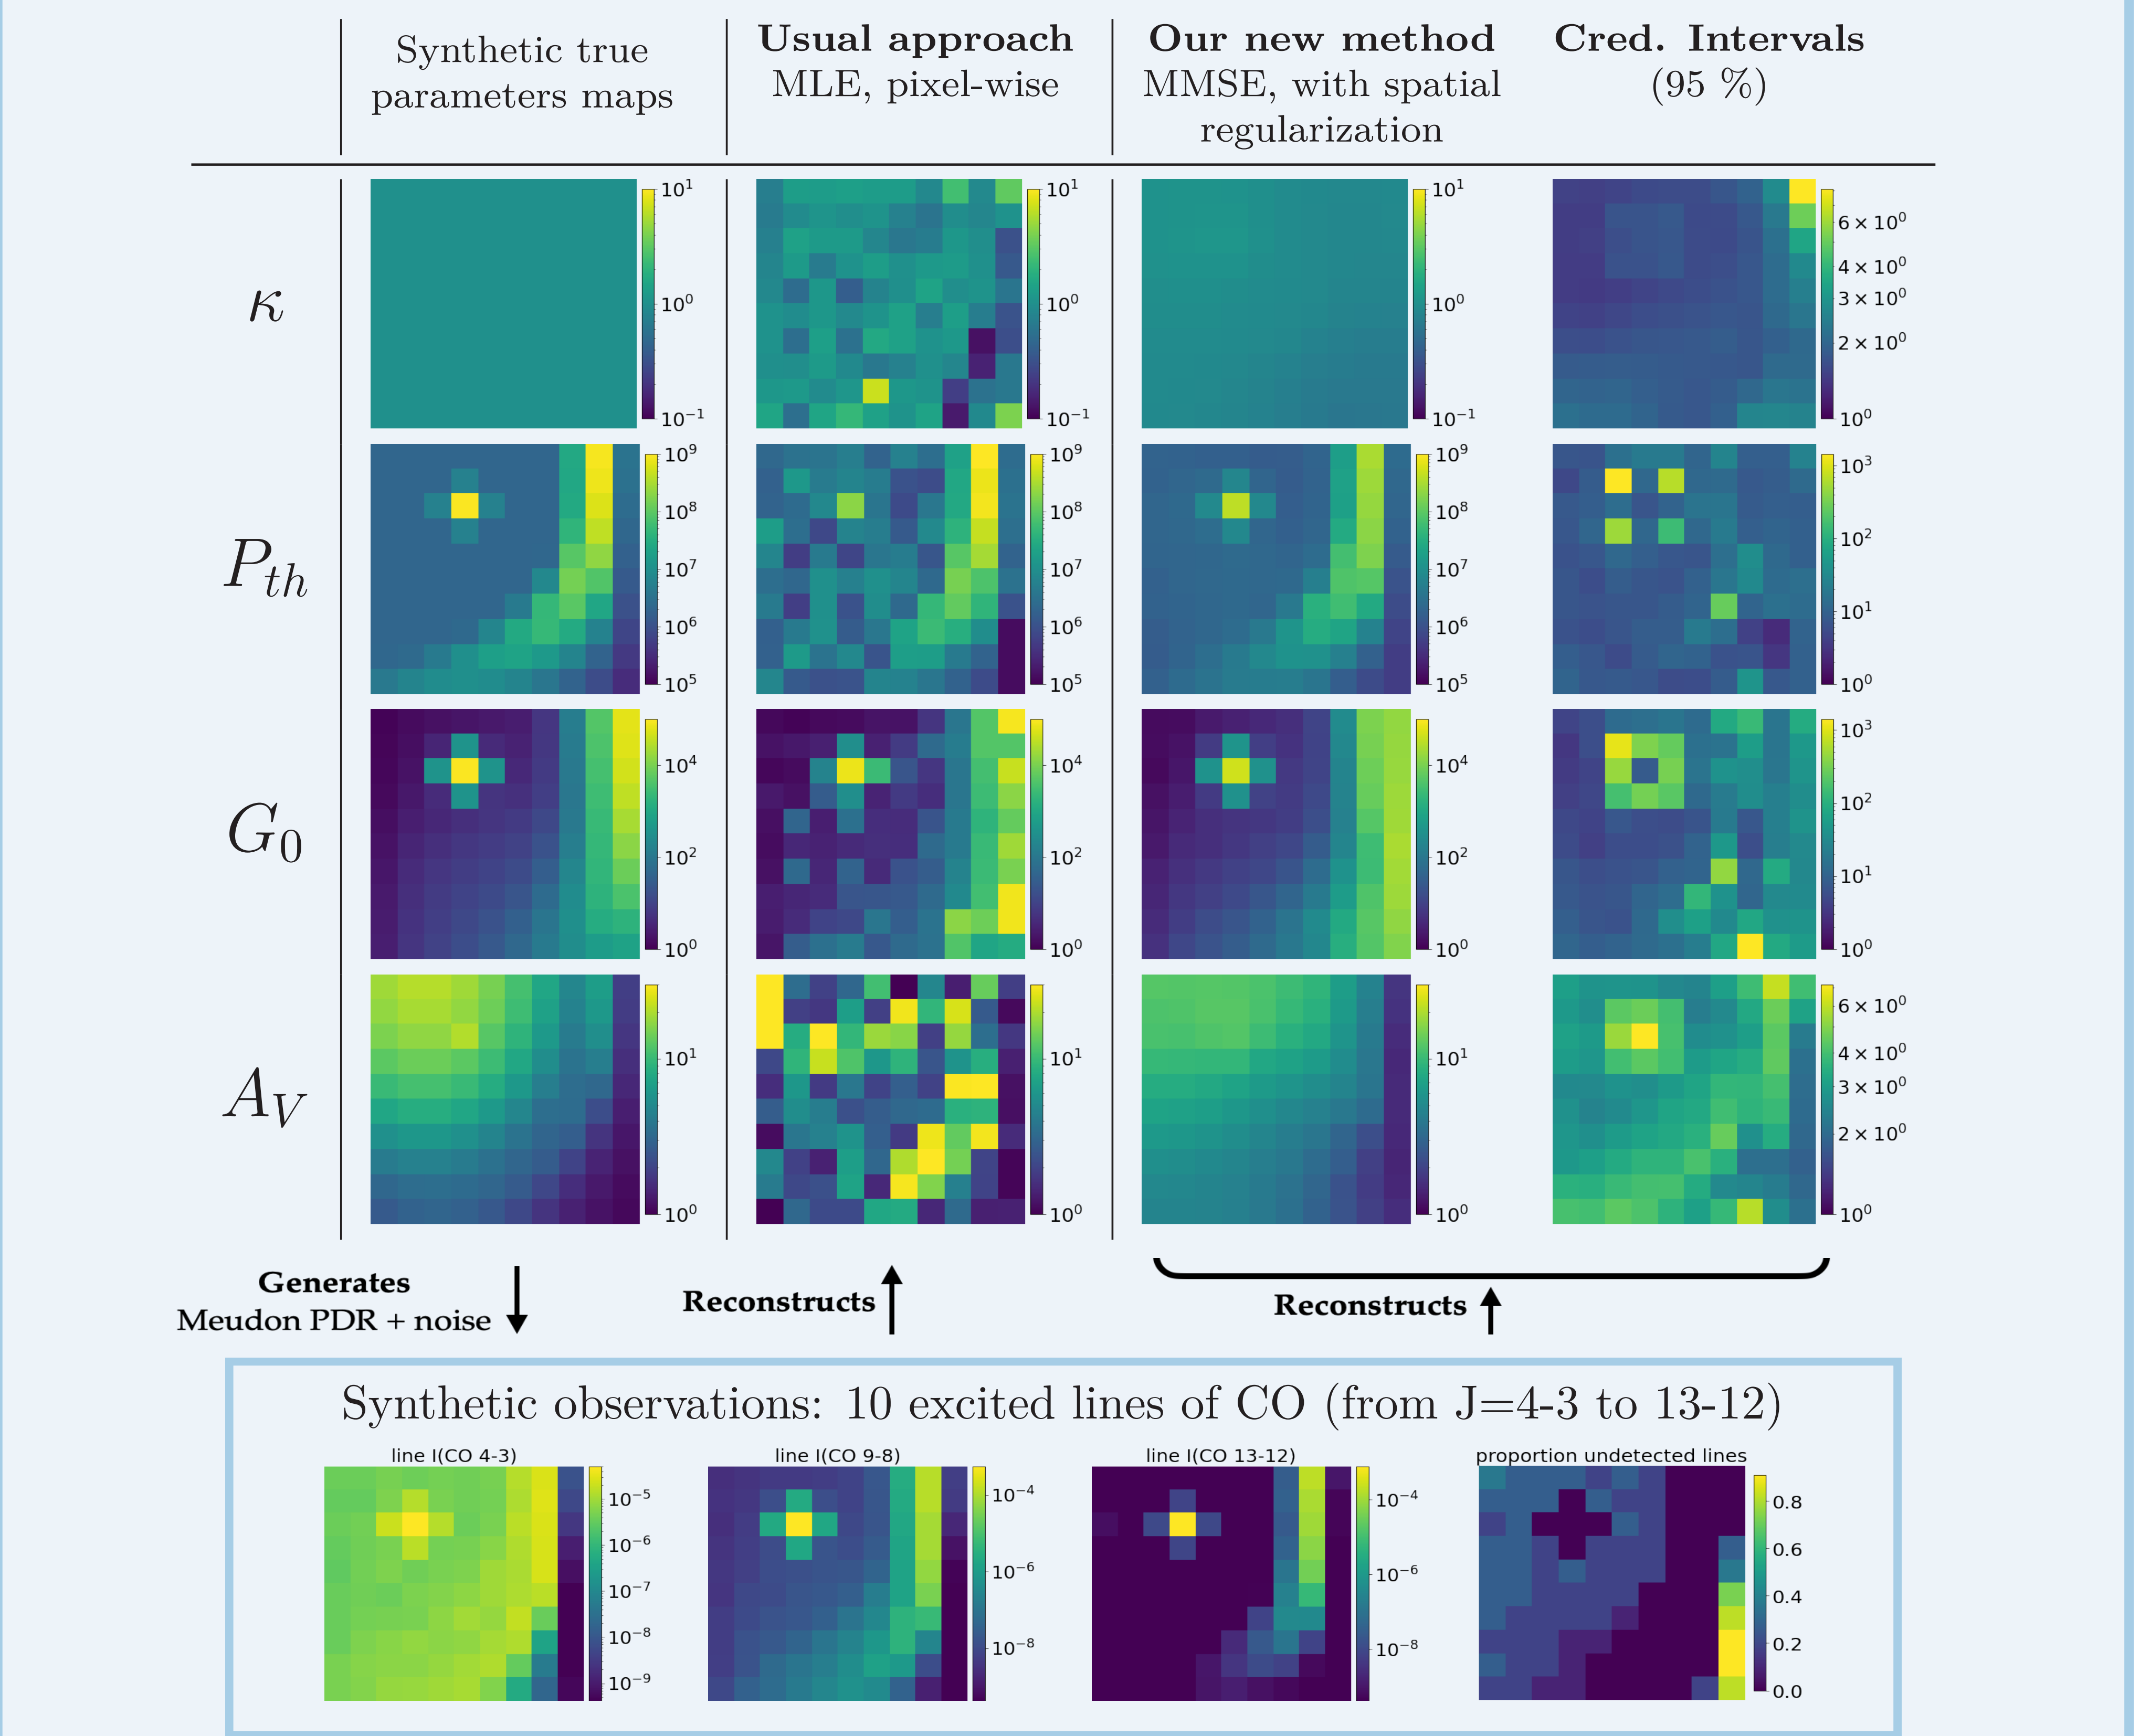 Synthetic true
parameters maps
Usual approach
MLE, pixel-wise
Our new method
MMSE, with spatial
regularization
Cred. Intervals
(95 %)
κ
10¹
10⁰
10⁻¹
10¹
10⁰
10⁻¹
10¹
10⁰
10⁻¹
6 × 10⁰
4 × 10⁰
3 × 10⁰
2 × 10⁰
10⁰
P_th
10⁹
10⁸
10⁷
10⁶
10⁵
10⁹
10⁸
10⁷
10⁶
10⁵
10⁹
10⁸
10⁷
10⁶
10⁵
10³
10²
10¹
10⁰
G₀
10⁴
10²
10⁰
10⁴
10²
10⁰
10⁴
10²
10⁰
10³
10²
10¹
10⁰
A_V
10¹
10⁰
10¹
10⁰
10¹
10⁰
6 × 10⁰
4 × 10⁰
3 × 10⁰
2 × 10⁰
10⁰
Generates
Meudon PDR + noise
Reconstructs
Reconstructs
Synthetic observations: 10 excited lines of CO (from J=4-3 to 13-12)
line I(CO 4-3)
10⁻⁵
10⁻⁶
10⁻⁷
10⁻⁸
10⁻⁹
line I(CO 9-8)
10⁻⁴
10⁻⁶
10⁻⁸
line I(CO 13-12)
10⁻⁴
10⁻⁶
10⁻⁸
proportion undetected lines
0.8
0.6
0.4
0.2
0.0